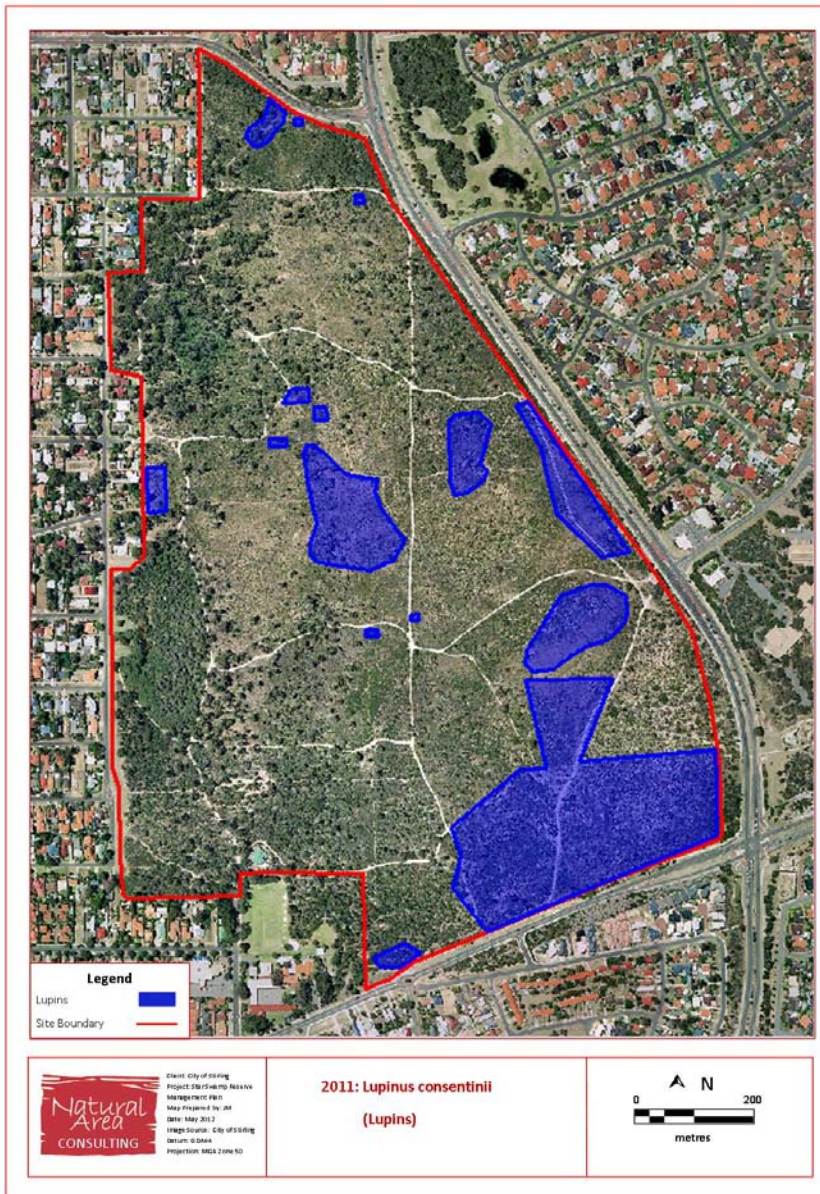 Legend
Lupins
Site Boundary
Natural
Area
CONSULTING
Client: City of Stirling
Project: Star Swamp Reserve
Management Plan
Map Prepared by: JM
Date: May 2012
Image Source: City of Stirling
Datum: GDA94
Projection: MGA Zone 50
2011: Lupinus consentinii
(Lupins)
N
0 200
metres